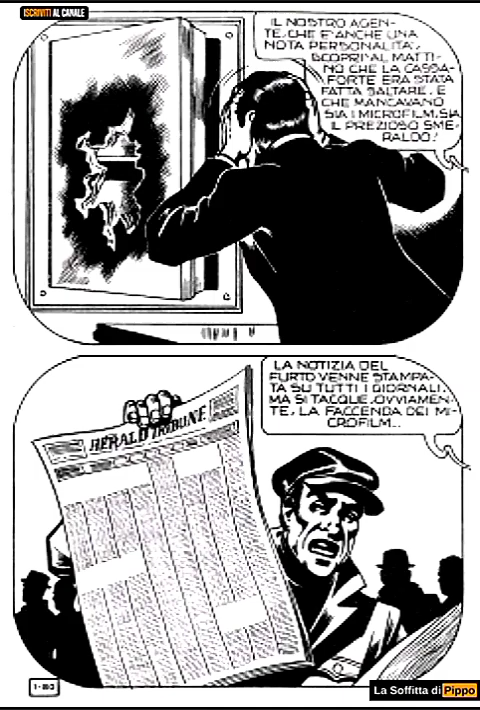 ISCRIVITI AL CANALE
IL NOSTRO AGEN-
TE, CHE E' ANCHE UNA
NOTA PERSONALITA',
SCOPRI' AL MATTI-
NO CHE LA CASSA-
FORTE ERA STATA
FATTA SALTARE, E
CHE MANCAVANO
SIA I MICROFILM, SIA
IL PREZIOSO SME-
RALDO!
LA NOTIZIA DEL
FURTO VENNE STAMPA-
TA SU TUTTI I GIORNALI.
MA SI TACQUE, OVVIAMEN-
TE, LA FACCENDA DEI MI-
CROFILM...
HERALD TRIBUNE
La Soffitta di Pippo